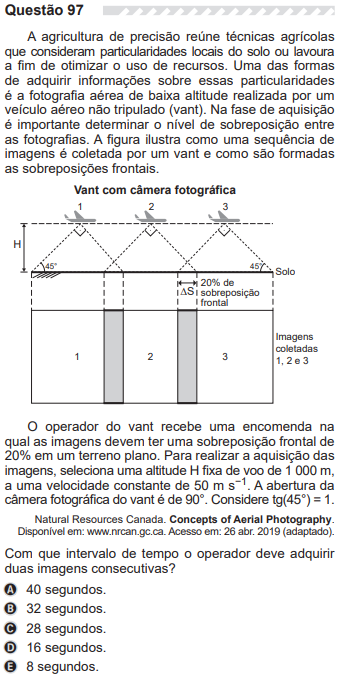 Questão 97
A agricultura de precisão reúne técnicas agrícolas
que consideram particularidades locais do solo ou lavoura
a fim de otimizar o uso de recursos. Uma das formas
de adquirir informações sobre essas particularidades
é a fotografia aérea de baixa altitude realizada por um
veículo aéreo não tripulado (vant). Na fase de aquisição
é importante determinar o nível de sobreposição entre
as fotografias. A figura ilustra como uma sequência de
imagens é coletada por um vant e como são formadas
as sobreposições frontais.
Vant com câmera fotográfica
1 2 3
H
45° 45°
Solo
ΔS
20% de
sobreposição
frontal
1 2 3
Imagens
coletadas
1, 2 e 3
O operador do vant recebe uma encomenda na
qual as imagens devem ter uma sobreposição frontal de
20% em um terreno plano. Para realizar a aquisição das
imagens, seleciona uma altitude H fixa de voo de 1 000 m,
a uma velocidade constante de 50 m s⁻¹. A abertura da
câmera fotográfica do vant é de 90°. Considere tg(45°) = 1.
Natural Resources Canada. Concepts of Aerial Photography.
Disponível em: www.nrcan.gc.ca. Acesso em: 26 abr. 2019 (adaptado).
Com que intervalo de tempo o operador deve adquirir
duas imagens consecutivas?
A 40 segundos.
B 32 segundos.
C 28 segundos.
D 16 segundos.
E 8 segundos.